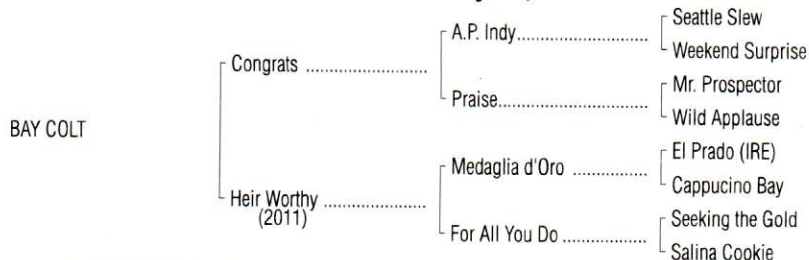 Seattle Slew
A.P. Indy
Weekend Surprise
Congrats
Mr. Prospector
Praise
Wild Applause
BAY COLT
El Prado (IRE)
Medaglia d'Oro
Cappucino Bay
Heir Worthy
(2011)
Seeking the Gold
For All You Do
Salina Cookie